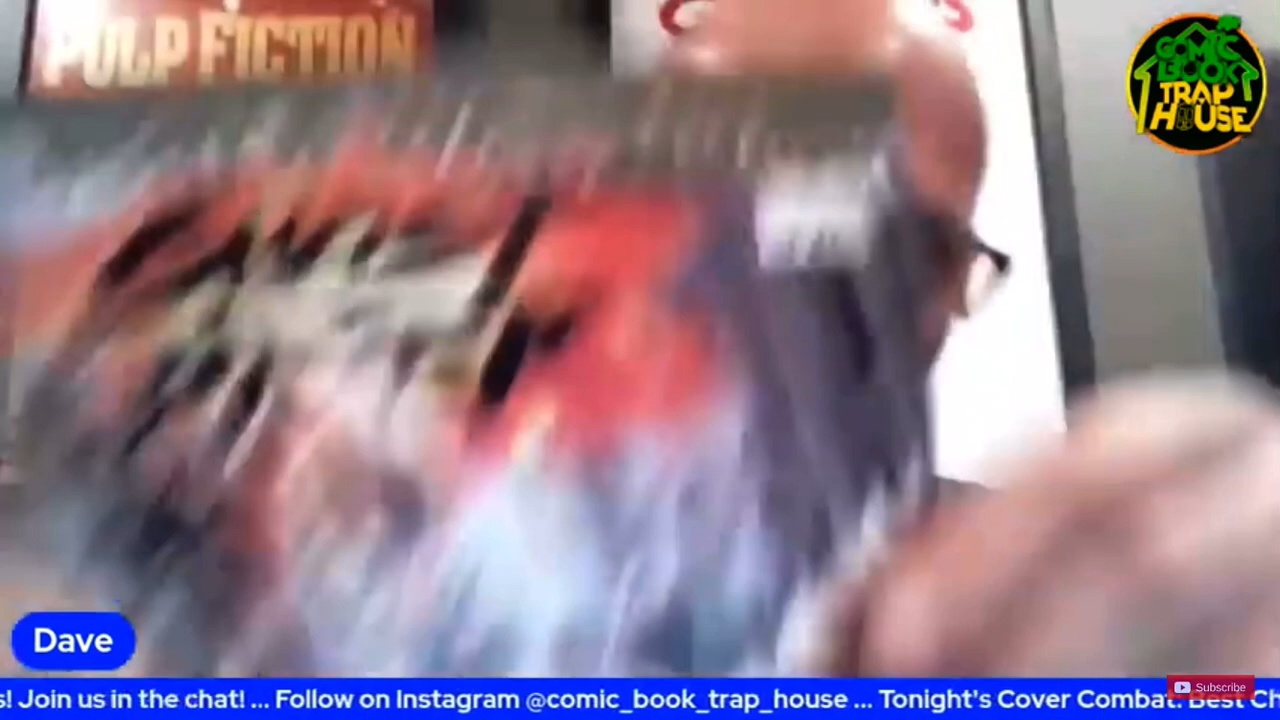 PULP FICTION
COMIC
BOOK
TRAP
HOUSE
Dave
s! Join us in the chat! ... Follow on Instagram @comic_book_trap_house ... Tonight's Cover Combat: Best Ch
Subscribe